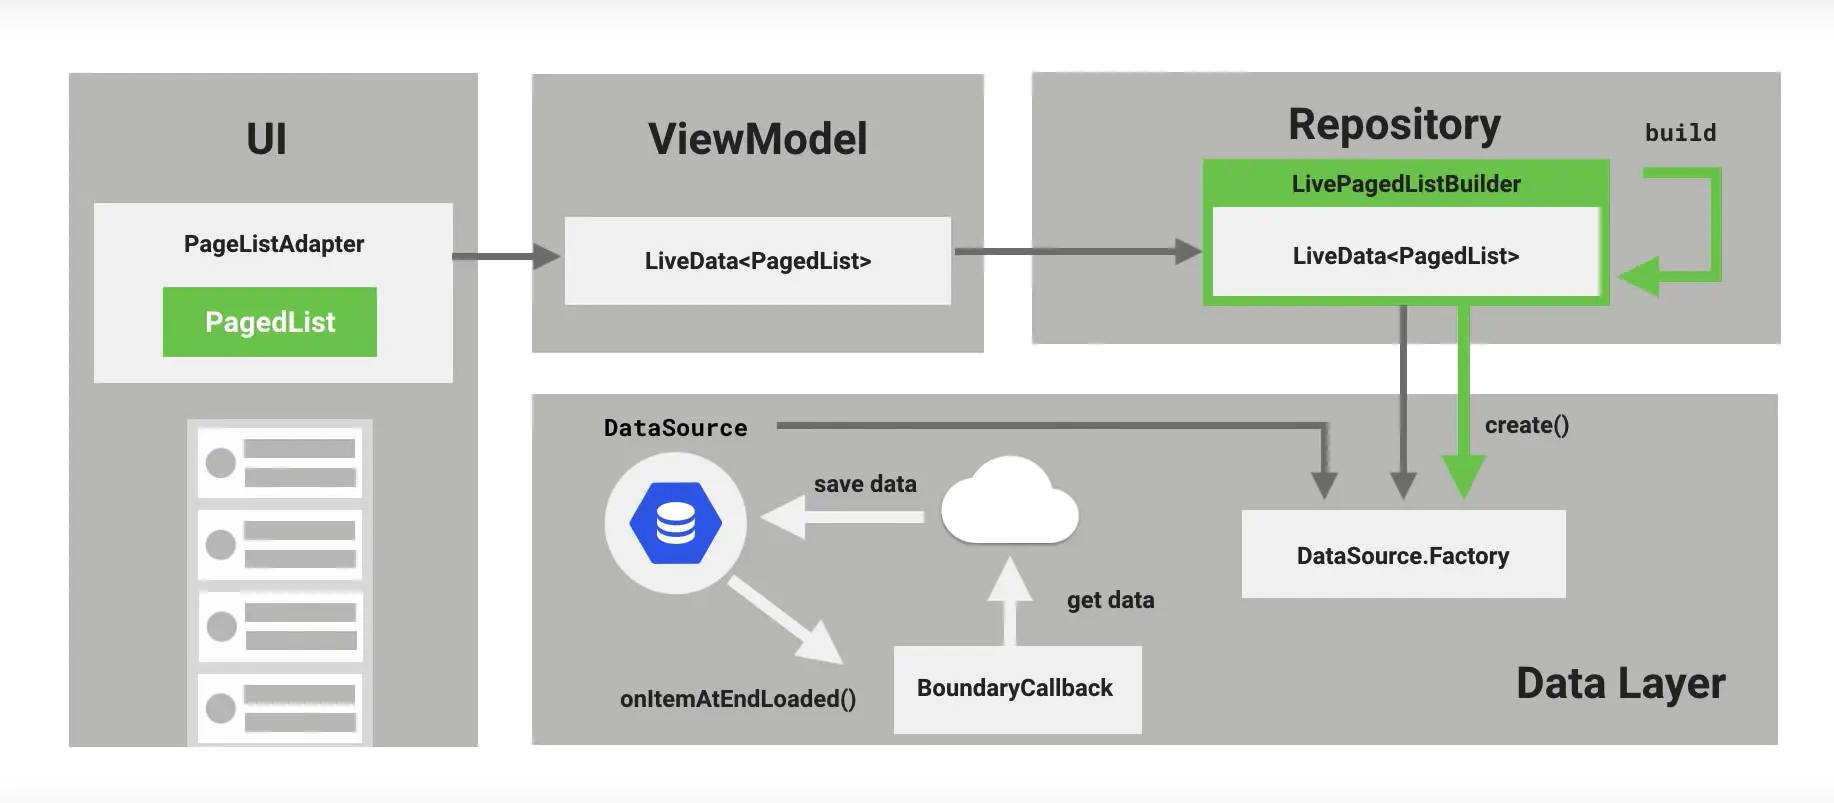 UI
PageListAdapter
PagedList
ViewModel
LiveData<PagedList>
Repository
build
LivePagedListBuilder
LiveData<PagedList>
DataSource
create()
save data
DataSource.Factory
get data
onItemAtEndLoaded()
BoundaryCallback
Data Layer